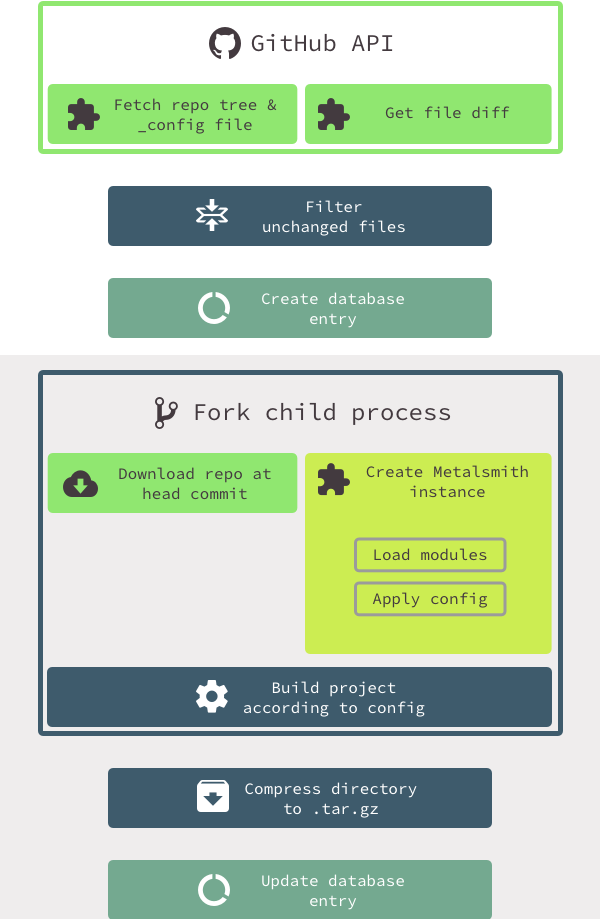 GitHub API
Fetch repo tree &
_config file
Get file diff
Filter
unchanged files
Create database
entry
Fork child process
Download repo at
head commit
Create Metalsmith
instance
Load modules
Apply config
Build project
according to config
Compress directory
to .tar.gz
Update database
entry